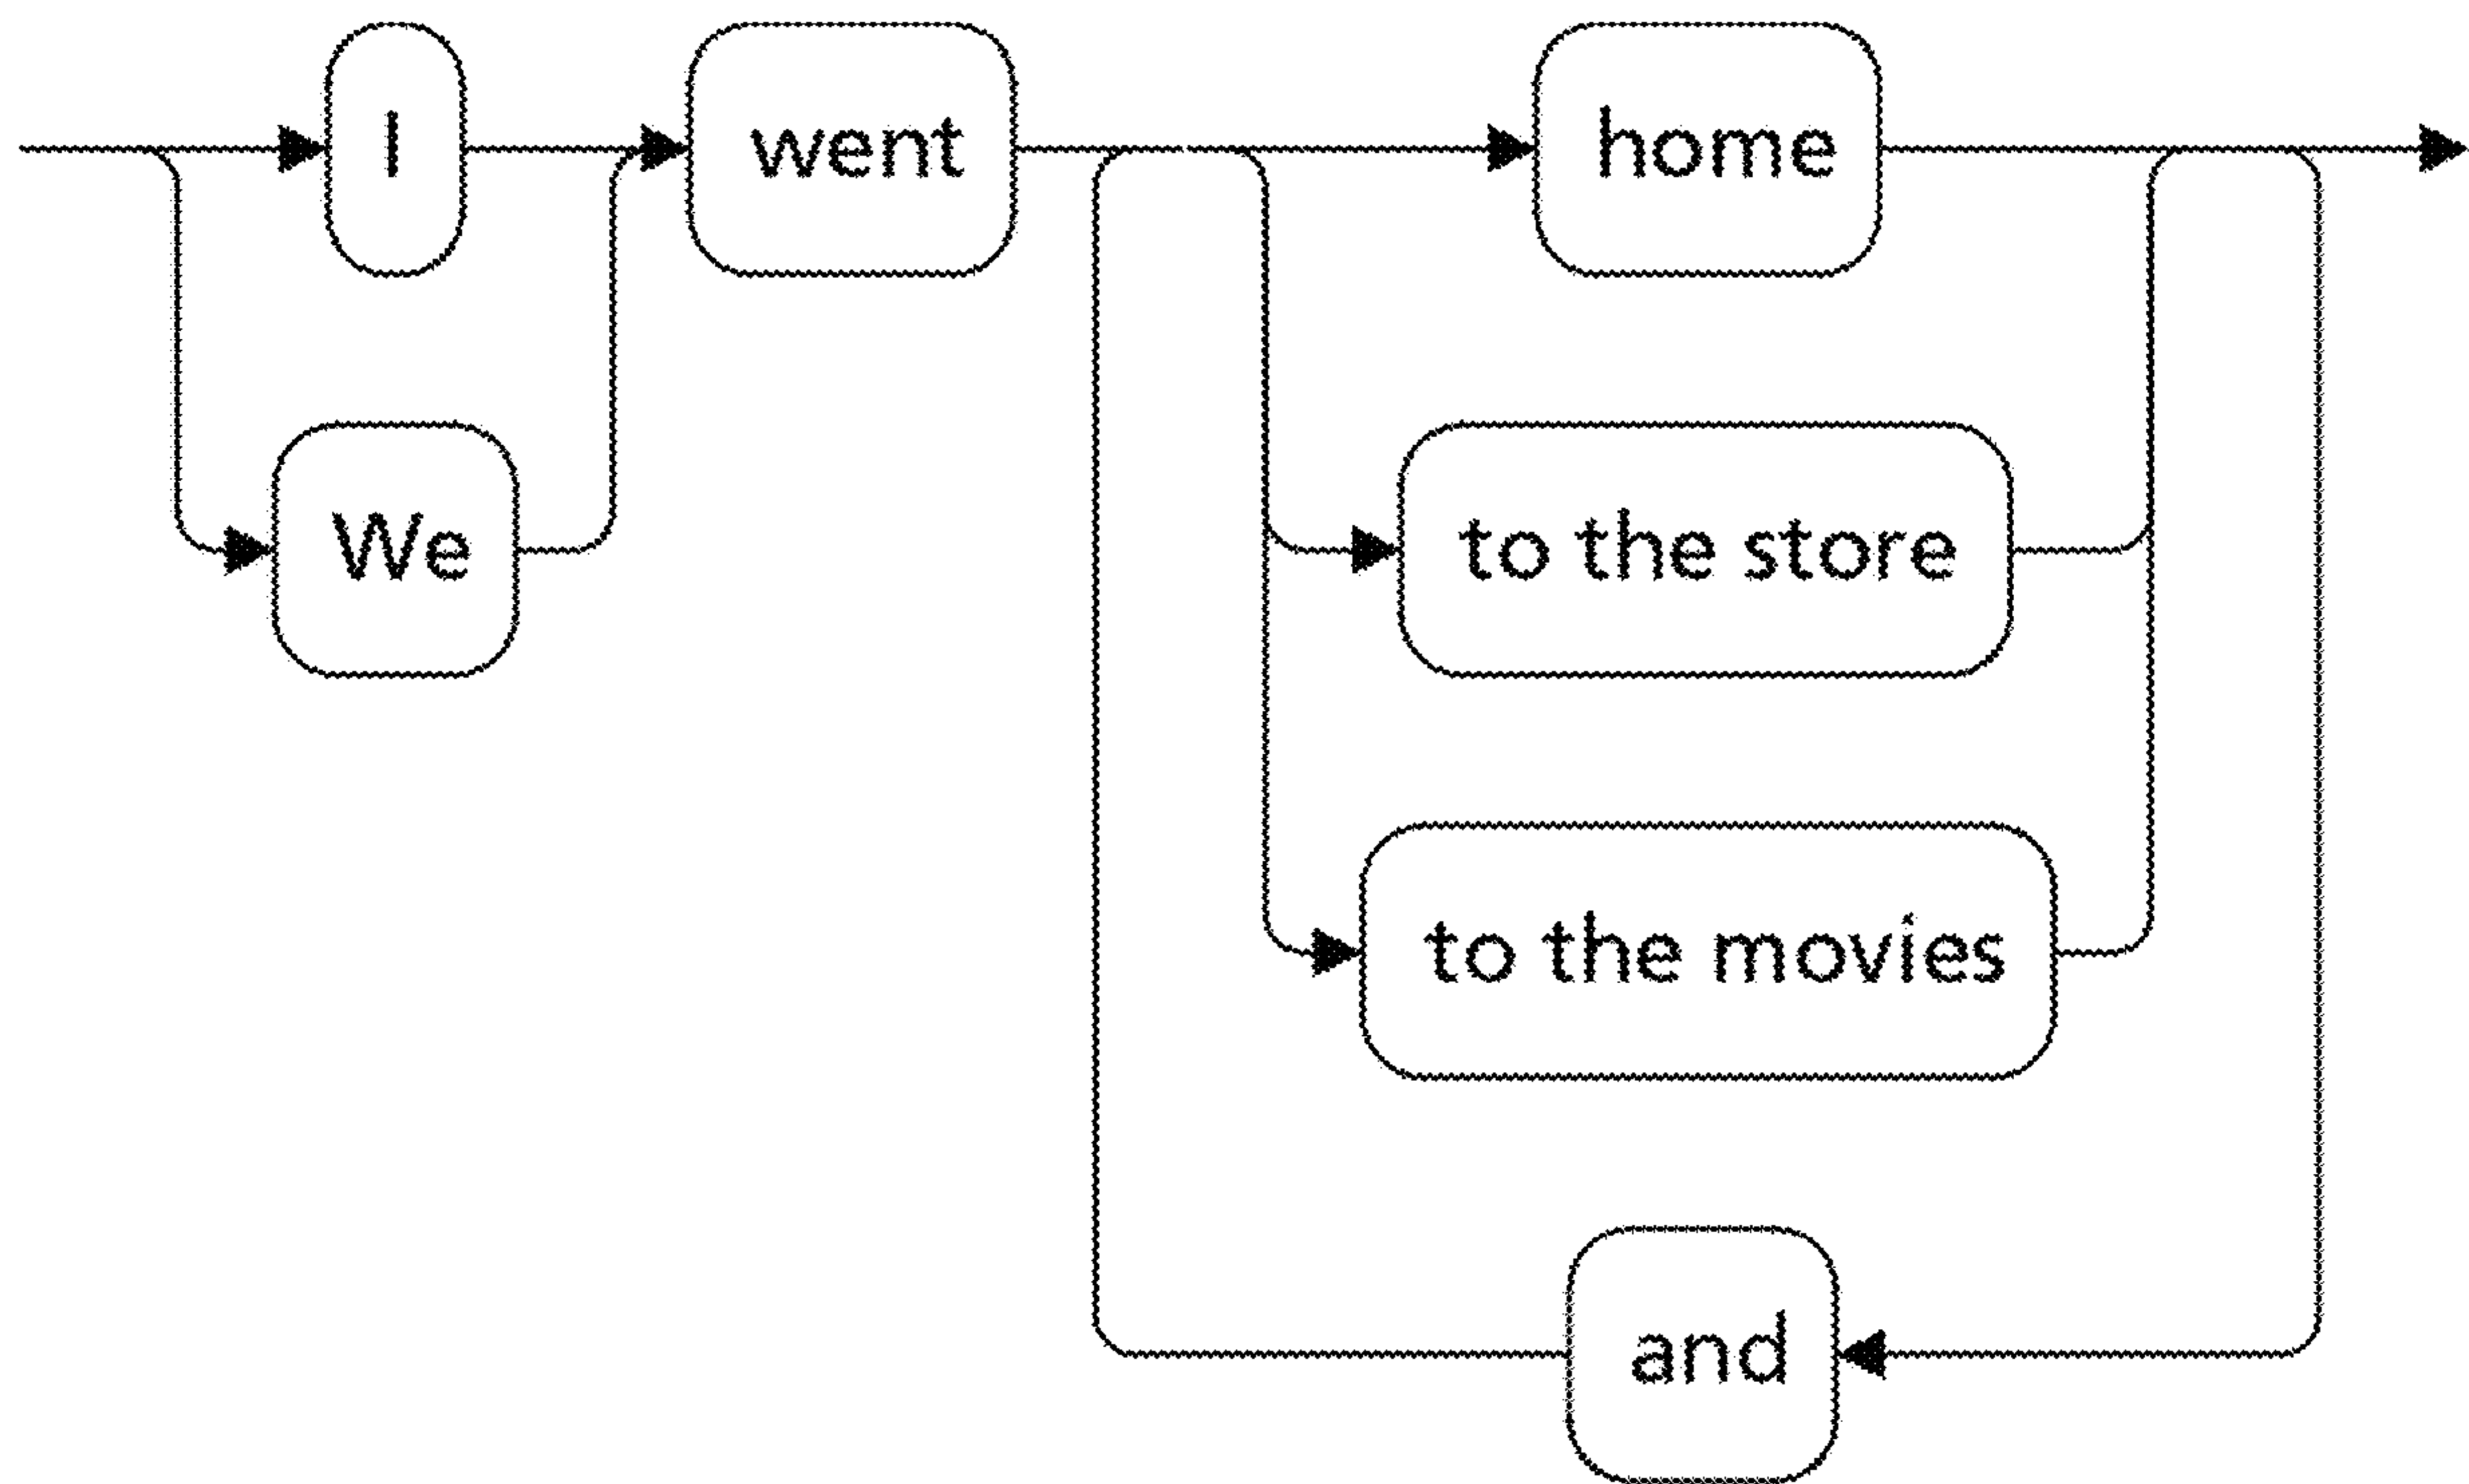 I went home
We to the store
to the movies
and